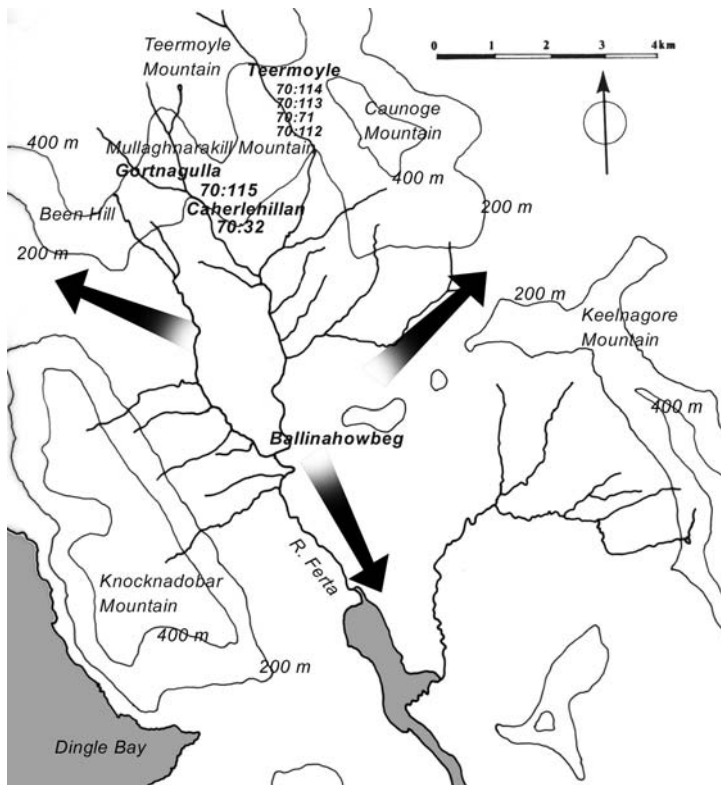 0 1 2 3 4km
Teermoyle
Mountain
Teermoyle
70:114
70:113
70:71
70:112
Caunoge
Mountain
400 m
Mullaghnarakill Mountain
Gortnagulla
70:115
400 m
Been Hill
Caherlehillan
70:32
200 m
200 m
200 m
Keelnagore
Mountain
400 m
Ballinahowbeg
R. Ferta
Knocknadobar
Mountain
400 m
200 m
Dingle Bay